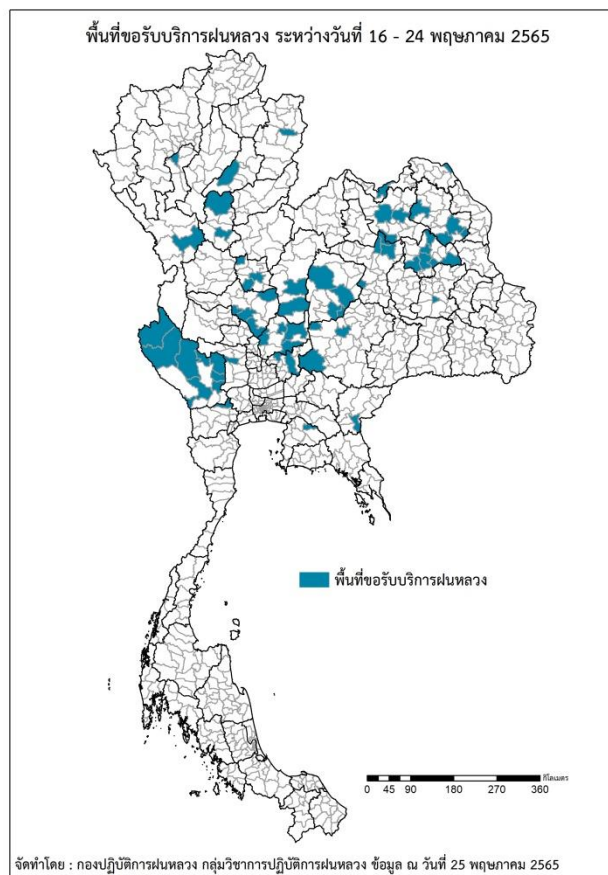 พื้นที่ขอรับบริการฝนหลวง ระหว่างวันที่ 16 - 24 พฤษภาคม 2565
พื้นที่ขอรับบริการฝนหลวง
กิโลเมตร
0 45 90 180 270 360
จัดทำโดย : กองปฏิบัติการฝนหลวง กลุ่มวิชาการปฏิบัติการฝนหลวง ข้อมูล ณ วันที่ 25 พฤษภาคม 2565